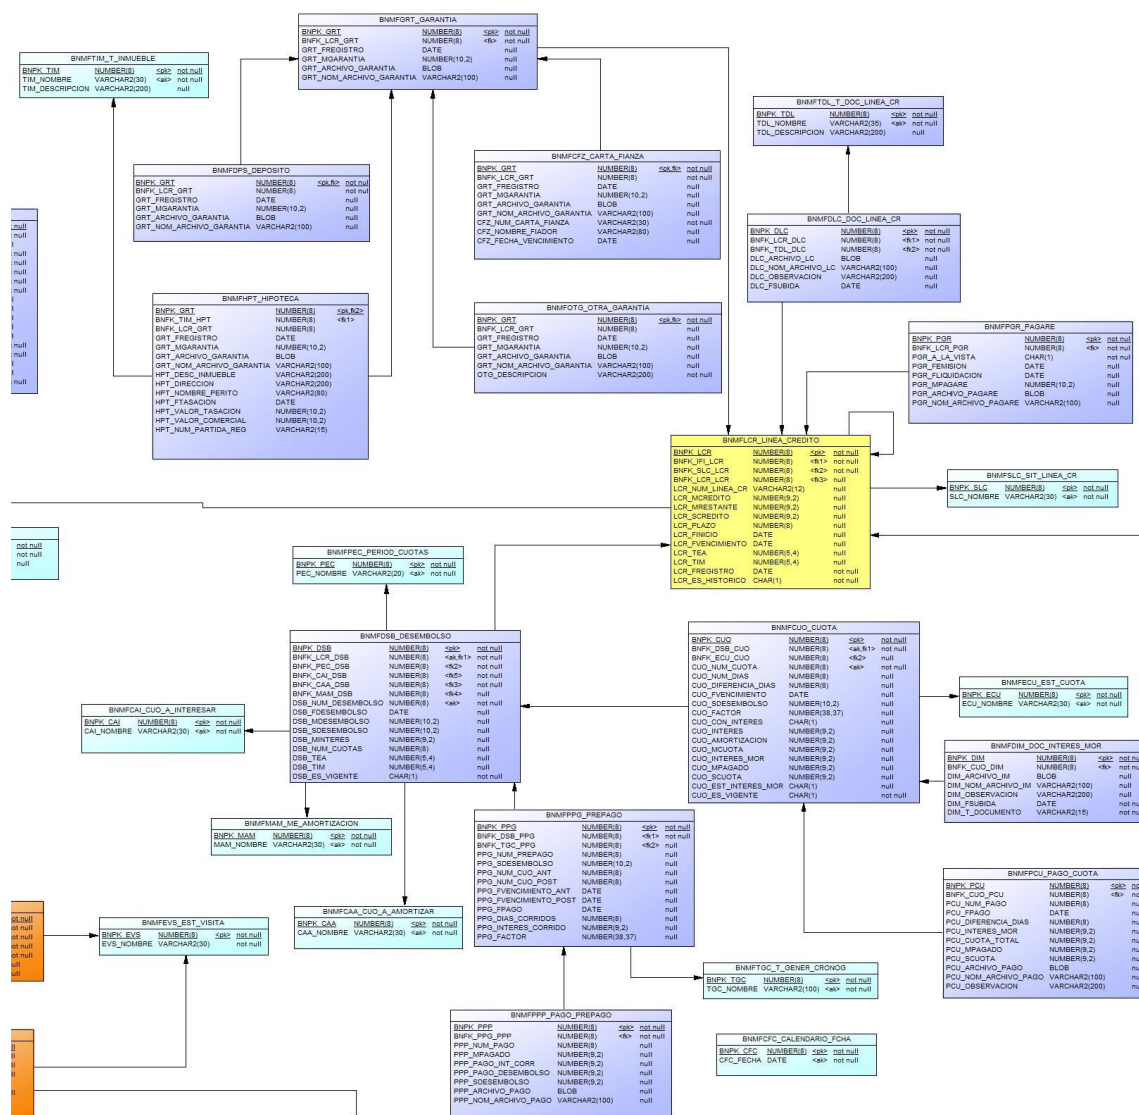 BNMFGRT_GARANTIA
BNPK_GRT NUMBER(8) <pk> not null
BNFK_LCR_GRT NUMBER(8) <fk> not null
GRT_FREGISTRO DATE null
GRT_MGARANTIA NUMBER(10,2) null
GRT_ARCHIVO_GARANTIA BLOB null
GRT_NOM_ARCHIVO_GARANTIA VARCHAR2(100) null
BNMFTIM_T_INMUEBLE
BNPK_TIM NUMBER(8) <pk> not null
TIM_NOMBRE VARCHAR2(30) <ak> not null
TIM_DESCRIPCION VARCHAR2(200) null
BNMFTDL_T_DOC_LINEA_CR
BNPK_TDL NUMBER(8) <pk> not null
TDL_NOMBRE VARCHAR2(35) <ak> not null
TDL_DESCRIPCION VARCHAR2(200) null
BNMFDPS_DEPOSITO
BNPK_GRT NUMBER(8) <pk,fk> not null
BNFK_LCR_GRT NUMBER(8) not nul
GRT_FREGISTRO DATE null
GRT_MGARANTIA NUMBER(10,2) null
GRT_ARCHIVO_GARANTIA BLOB null
GRT_NOM_ARCHIVO_GARANTIA VARCHAR2(100) null
BNMFCFZ_CARTA_FIANZA
BNPK_GRT NUMBER(8) <pk,fk> not null
BNFK_LCR_GRT NUMBER(8) not null
GRT_FREGISTRO DATE null
GRT_MGARANTIA NUMBER(10,2) null
GRT_ARCHIVO_GARANTIA BLOB null
GRT_NOM_ARCHIVO_GARANTIA VARCHAR2(100) null
CFZ_NUM_CARTA_FIANZA VARCHAR2(30) not null
CFZ_NOMBRE_FIADOR VARCHAR2(80) null
CFZ_FECHA_VENCIMIENTO DATE null
BNMFDLC_DOC_LINEA_CR
BNPK_DLC NUMBER(8) <pk> not null
BNFK_LCR_DLC NUMBER(8) <fk1> not null
BNFK_TDL_DLC NUMBER(8) <fk2> not null
DLC_ARCHIVO_LC BLOB null
DLC_NOM_ARCHIVO_LC VARCHAR2(100) null
DLC_OBSERVACION VARCHAR2(200) null
DLC_FSUBIDA DATE null
BNMFHPT_HIPOTECA
BNPK_GRT NUMBER(8) <pk,fk2>
BNFK_TIM_HPT NUMBER(8) <fk1>
BNFK_LCR_GRT NUMBER(8)
GRT_FREGISTRO DATE
GRT_MGARANTIA NUMBER(10,2)
GRT_ARCHIVO_GARANTIA BLOB
GRT_NOM_ARCHIVO_GARANTIA VARCHAR2(100)
HPT_DESC_INMUEBLE VARCHAR2(200)
HPT_DIRECCION VARCHAR2(200)
HPT_NOMBRE_PERITO VARCHAR2(80)
HPT_FTASACION DATE
HPT_VALOR_TASACION NUMBER(10,2)
HPT_VALOR_COMERCIAL NUMBER(10,2)
HPT_NUM_PARTIDA_REG VARCHAR2(15)
BNMFOTG_OTRA_GARANTIA
BNPK_GRT NUMBER(8) <pk,fk> not null
BNFK_LCR_GRT NUMBER(8) not null
GRT_FREGISTRO DATE null
GRT_MGARANTIA NUMBER(10,2) null
GRT_ARCHIVO_GARANTIA BLOB null
GRT_NOM_ARCHIVO_GARANTIA VARCHAR2(100) null
OTG_DESCRIPCION VARCHAR2(200) not null
BNMFPGR_PAGARE
BNPK_PGR NUMBER(8) <pk> not null
BNFK_LCR_PGR NUMBER(8) <fk> not null
PGR_A_LA_VISTA CHAR(1) not null
PGR_FEMISION DATE null
PGR_FLIQUIDACION DATE null
PGR_MPAGARE NUMBER(10,2) null
PGR_ARCHIVO_PAGARE BLOB null
PGR_NOM_ARCHIVO_PAGARE VARCHAR2(100) null
BNMFLCR_LINEA_CREDITO
BNPK_LCR NUMBER(8) <pk> not null
BNFK_IFI_LCR NUMBER(8) <fk1> not null
BNFK_SLC_LCR NUMBER(8) <fk2> not null
BNFK_LCR_LCR NUMBER(8) <fk3> null
LCR_NUM_LINEA_CR VARCHAR2(12) null
LCR_MCREDITO NUMBER(9,2) null
LCR_MRESTANTE NUMBER(9,2) null
LCR_SCREDITO NUMBER(9,2) null
LCR_PLAZO NUMBER(8) null
LCR_FINICIO DATE null
LCR_FVENCIMIENTO DATE null
LCR_TEA NUMBER(5,4) null
LCR_TIM NUMBER(5,4) null
LCR_FREGISTRO DATE not null
LCR_ES_HISTORICO CHAR(1) not null
BNMFSLC_SIT_LINEA_CR
BNPK_SLC NUMBER(8) <pk> not null
SLC_NOMBRE VARCHAR2(30) <ak> not null
BNMFPEC_PERIOD_CUOTAS
BNPK_PEC NUMBER(8) <pk> not null
PEC_NOMBRE VARCHAR2(20) <ak> not null
BNMFDSB_DESEMBOLSO
BNPK_DSB NUMBER(8) <pk> not null
BNFK_LCR_DSB NUMBER(8) <ak,fk1> not null
BNFK_PEC_DSB NUMBER(8) <fk2> not null
BNFK_CAI_DSB NUMBER(8) <fk5> not null
BNFK_CAA_DSB NUMBER(8) <fk3> not null
BNFK_MAM_DSB NUMBER(8) <fk4> null
DSB_NUM_DESEMBOLSO NUMBER(8) <ak> not null
DSB_FDESEMBOLSO DATE null
DSB_MDESEMBOLSO NUMBER(10,2) null
DSB_SDESEMBOLSO NUMBER(10,2) null
DSB_MINTERES NUMBER(9,2) null
DSB_NUM_CUOTAS NUMBER(8) null
DSB_TEA NUMBER(5,4) null
DSB_TIM NUMBER(5,4) null
DSB_ES_VIGENTE CHAR(1) not null
BNMFCUO_CUOTA
BNPK_CUO NUMBER(8) <pk> not null
BNFK_DSB_CUO NUMBER(8) <ak,fk1> not null
BNFK_ECU_CUO NUMBER(8) <fk2> null
CUO_NUM_CUOTA NUMBER(8) <ak> not null
CUO_NUM_DIAS NUMBER(8) null
CUO_DIFERENCIA_DIAS NUMBER(8) null
CUO_FVENCIMIENTO DATE null
CUO_SDESEMBOLSO NUMBER(10,2) null
CUO_FACTOR NUMBER(38,37) null
CUO_CON_INTERES CHAR(1) null
CUO_INTERES NUMBER(9,2) null
CUO_AMORTIZACION NUMBER(9,2) null
CUO_MCUOTA NUMBER(9,2) null
CUO_INTERES_MOR NUMBER(9,2) null
CUO_MPAGADO NUMBER(9,2) null
CUO_SCUOTA NUMBER(9,2) null
CUO_EST_INTERES_MOR CHAR(1) null
CUO_ES_VIGENTE CHAR(1) not null
BNMFECU_EST_CUOTA
BNPK_ECU NUMBER(8) <pk> not null
ECU_NOMBRE VARCHAR2(30) <ak> not null
BNMFCAI_CUO_A_INTERESAR
BNPK_CAI NUMBER(8) <pk> not null
CAI_NOMBRE VARCHAR2(30) <ak> not null
BNMFDIM_DOC_INTERES_MOR
BNPK_DIM NUMBER(8) <pk> not
BNFK_CUO_DIM NUMBER(8) <fk> not
DIM_ARCHIVO_IM BLOB null
DIM_NOM_ARCHIVO_IM VARCHAR2(100) null
DIM_OBSERVACION VARCHAR2(200) null
DIM_FSUBIDA DATE not
DIM_T_DOCUMENTO VARCHAR2(15) not
BNMFMAM_ME_AMORTIZACION
BNPK_MAM NUMBER(8) <pk> not null
MAM_NOMBRE VARCHAR2(30) <ak> not null
BNMFPPG_PREPAGO
BNPK_PPG NUMBER(8) <pk> not null
BNFK_DSB_PPG NUMBER(8) <fk1> not null
BNFK_TGC_PPG NUMBER(8) <fk2> null
PPG_NUM_PREPAGO NUMBER(8) null
PPG_SDESEMBOLSO NUMBER(10,2) null
PPG_NUM_CUO_ANT NUMBER(8) null
PPG_NUM_CUO_POST NUMBER(8) null
PPG_FVENCIMIENTO_ANT DATE null
PPG_FVENCIMIENTO_POST DATE null
PPG_FPAGO DATE null
PPG_DIAS_CORRIDOS NUMBER(8) null
PPG_INTERES_CORRIDO NUMBER(9,2) null
PPG_FACTOR NUMBER(38,37) null
BNMFPCU_PAGO_CUOTA
BNPK_PCU NUMBER(8) <pk>
BNFK_CUO_PCU NUMBER(8) <fk>
PCU_NUM_PAGO NUMBER(8)
PCU_FPAGO DATE
PCU_DIFERENCIA_DIAS NUMBER(8)
PCU_INTERES_MOR NUMBER(9,2)
PCU_CUOTA_TOTAL NUMBER(9,2)
PCU_MPAGADO NUMBER(9,2)
PCU_SCUOTA NUMBER(9,2)
PCU_ARCHIVO_PAGO BLOB
PCU_NOM_ARCHIVO_PAGO VARCHAR2(100)
PCU_OBSERVACION VARCHAR2(200)
BNMFCAA_CUO_A_AMORTIZAR
BNPK_CAA NUMBER(8) <pk> not null
CAA_NOMBRE VARCHAR2(30) <ak> not null
BNMFEVS_EST_VISITA
BNPK_EVS NUMBER(8) <pk> not null
EVS_NOMBRE VARCHAR2(30) not null
BNMFTGC_T_GENER_CRONOG
BNPK_TGC NUMBER(8) <pk> not null
TGC_NOMBRE VARCHAR2(100) <ak> not null
BNMFPPP_PAGO_PREPAGO
BNPK_PPP NUMBER(8) <pk> not null
BNFK_PPG_PPP NUMBER(8) <fk> not null
PPP_NUM_PAGO NUMBER(8) null
PPP_MPAGADO NUMBER(9,2) null
PPP_PAGO_INT_CORR NUMBER(9,2) null
PPP_PAGO_DESEMBOLSO NUMBER(9,2) null
PPP_SDESEMBOLSO NUMBER(9,2) null
PPP_ARCHIVO_PAGO BLOB null
PPP_NOM_ARCHIVO_PAGO VARCHAR2(100) null
BNMFCFC_CALENDARIO_FCHA
BNPK_CFC NUMBER(8) <pk> not null
CFC_FECHA DATE <ak> not null